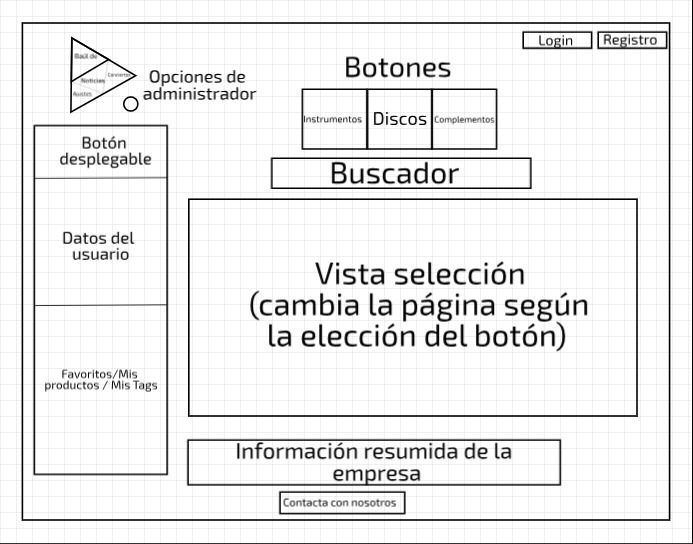 Login
Registro
Baúl de
Noticias
Conciertos
Ajustes
Opciones de
administrador
Botones
Instrumentos
Discos
Complementos
Buscador
Botón
desplegable
Datos del
usuario
Favoritos/Mis
productos / Mis Tags
Vista selección
(cambia la página según
la elección del botón)
Información resumida de la
empresa
Contacta con nosotros